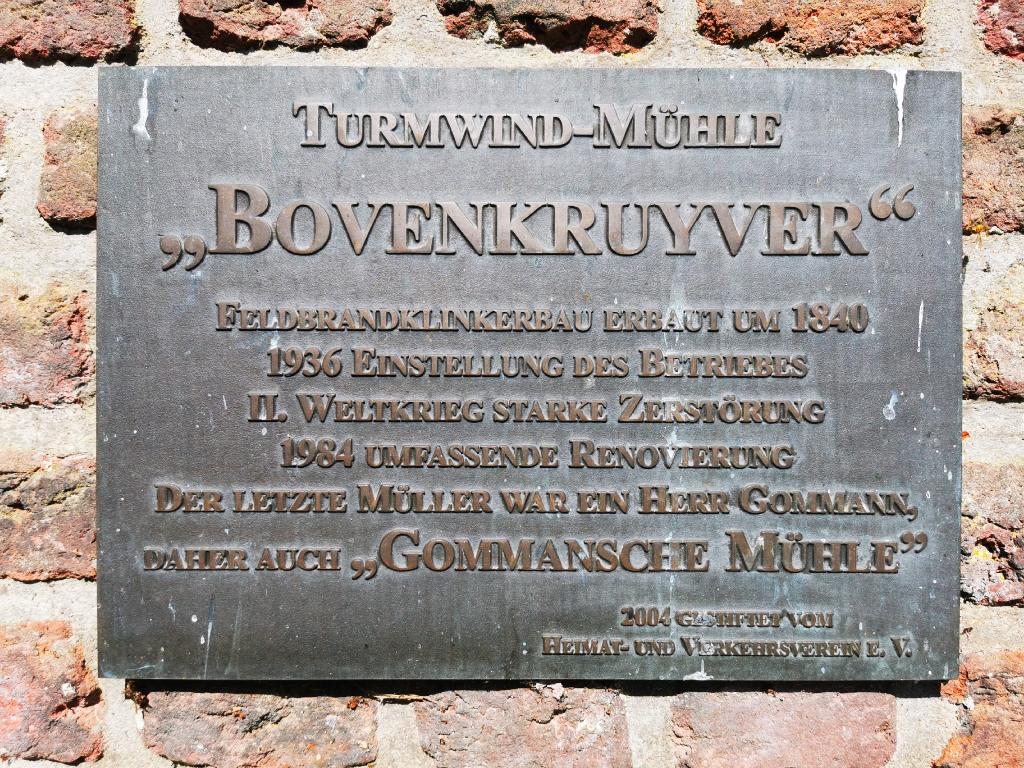 Turmwind-Mühle
„Bovenkruyver“
Feldbrandklinkerbau erbaut um 1840
1936 Einstellung des Betriebes
II. Weltkrieg starke Zerstörung
1984 umfassende Renovierung
Der letzte Müller war ein Herr Gommann,
daher auch „Gommansche Mühle”
2004 gestiftet vom
Heimat- und Verkehrsverein e. V.